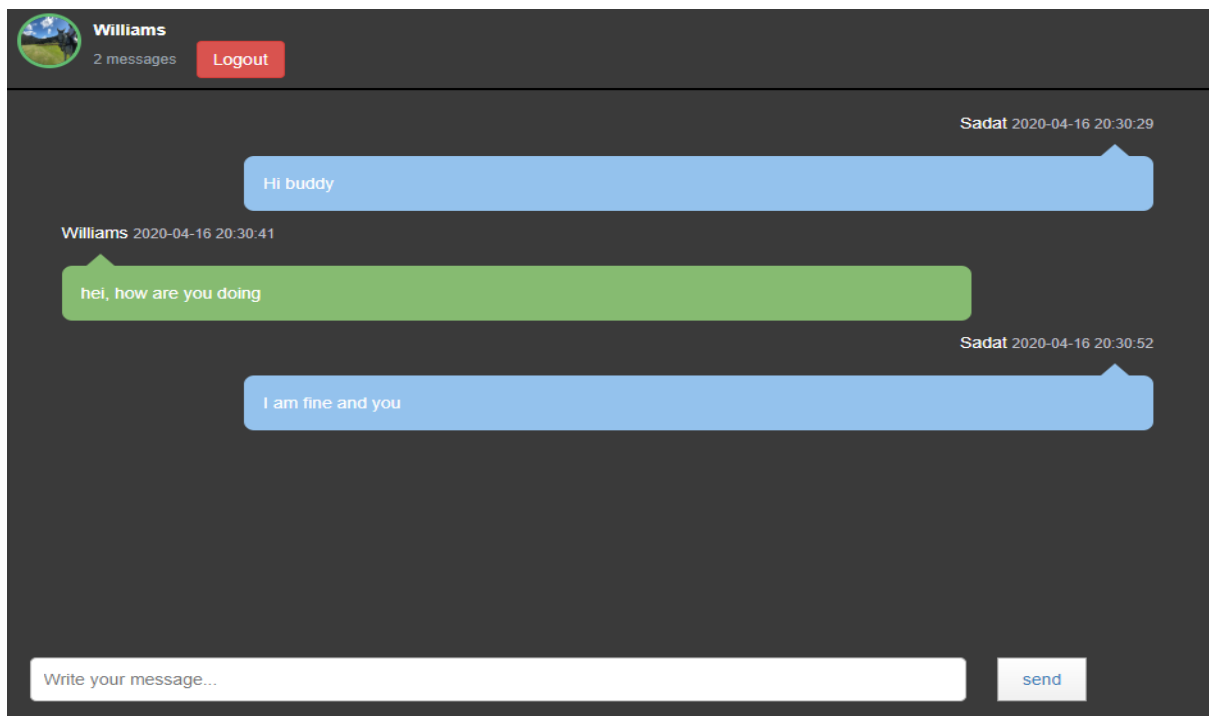 Williams
2 messages
Logout
Sadat 2020-04-16 20:30:29
Hi buddy
Williams 2020-04-16 20:30:41
hei, how are you doing
Sadat 2020-04-16 20:30:52
I am fine and you
Write your message...
send